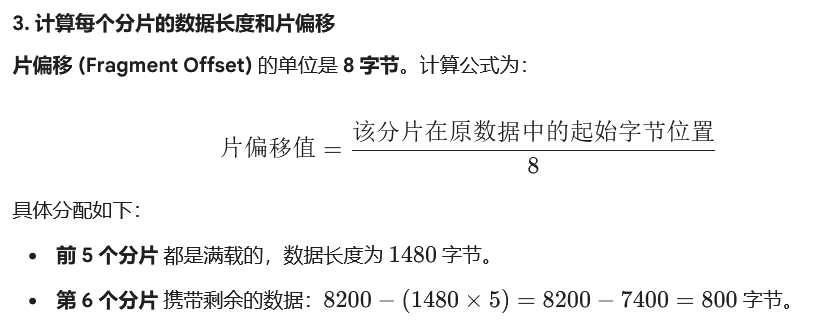 3. 计算每个分片的数据长度和片偏移
片偏移 (Fragment Offset) 的单位是 8 字节。计算公式为：
片偏移值 = 该分片在原数据中的起始字节位置 / 8
具体分配如下：
• 前 5 个分片 都是满载的，数据长度为 1480 字节。
• 第 6 个分片 携带剩余的数据：8200 − (1480 × 5) = 8200 − 7400 = 800 字节。